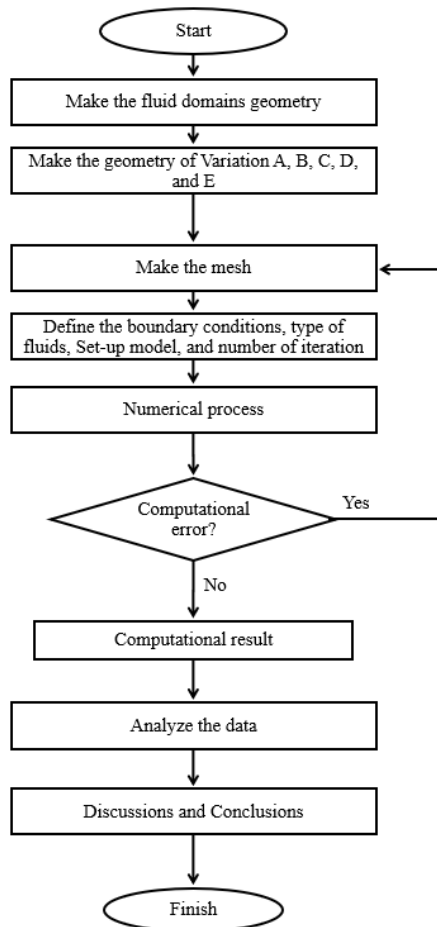 Start
Make the fluid domains geometry
Make the geometry of Variation A, B, C, D,
and E
Make the mesh
Define the boundary conditions, type of
fluids, Set-up model, and number of iteration
Numerical process
Computational
error?
Yes
No
Computational result
Analyze the data
Discussions and Conclusions
Finish